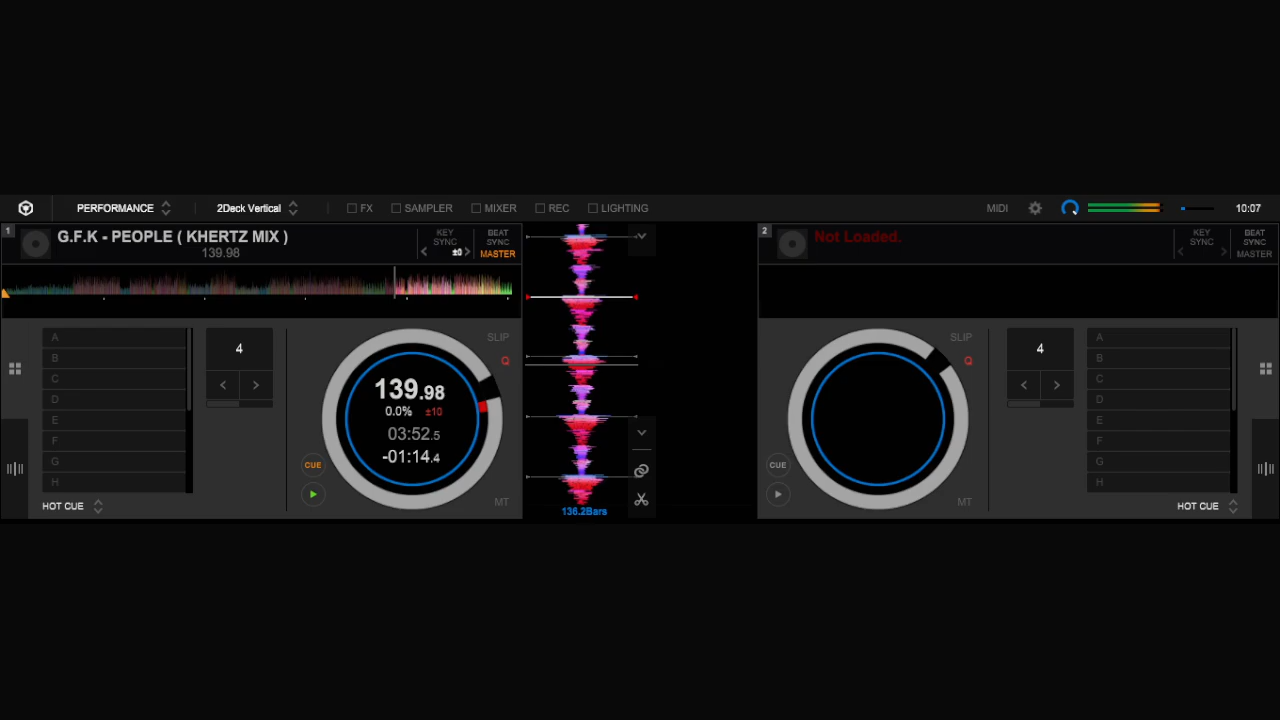 PERFORMANCE 2Deck Vertical FX SAMPLER MIXER REC LIGHTING MIDI 10:07
1 G.F.K - PEOPLE ( KHERTZ MIX )
139.98
KEY SYNC
±0
BEAT SYNC
MASTER
2 Not Loaded.
KEY SYNC
BEAT SYNC
MASTER
A
B
C
D
E
F
G
H
HOT CUE
4
SLIP
Q
139.98
0.0% ±10
03:52.5
-01:14.4
CUE
MT
136.2Bars
SLIP
Q
CUE
MT
4
A
B
C
D
E
F
G
H
HOT CUE